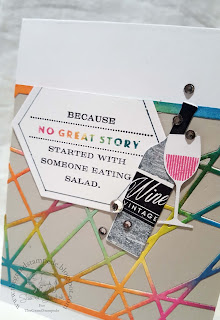 BECAUSE
NO GREAT STORY
STARTED WITH
SOMEONE EATING
SALAD.
Wine
VINTAGE